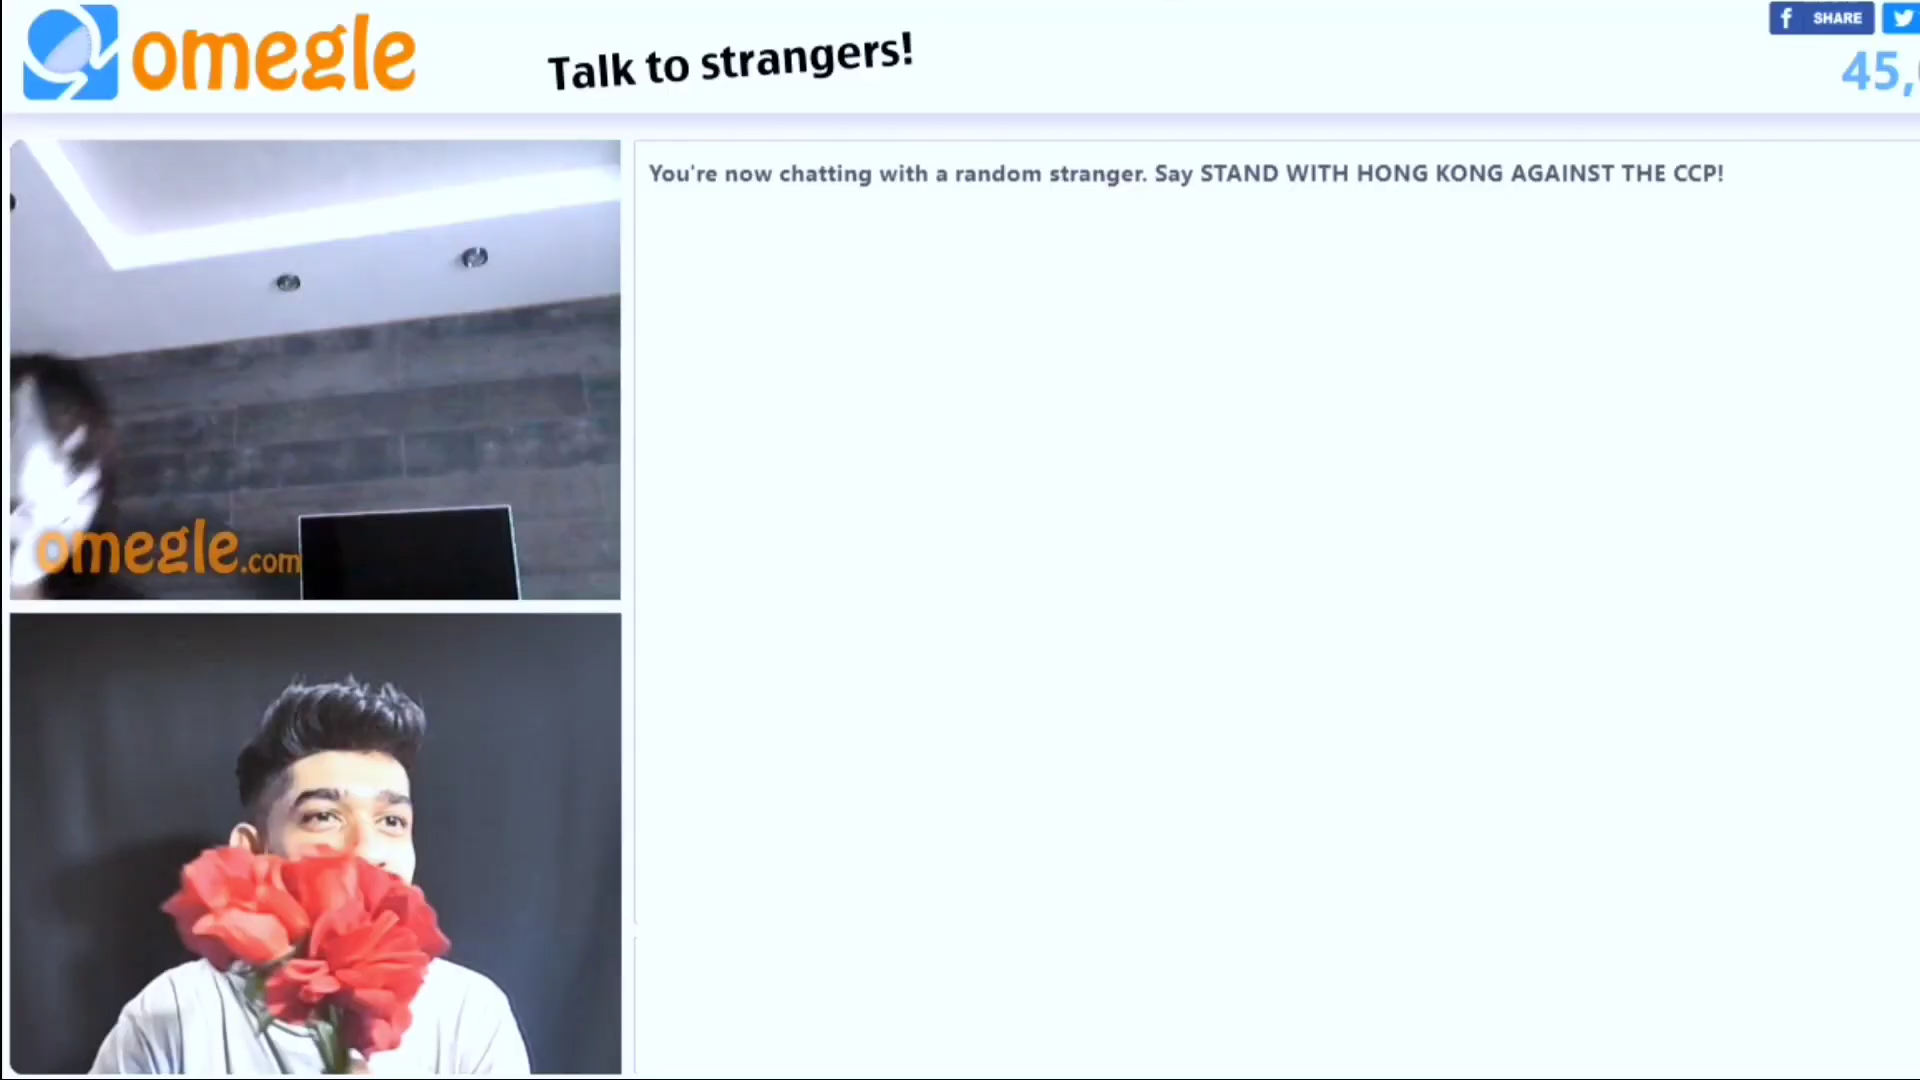 omegle
Talk to strangers!
SHARE
45,
You're now chatting with a random stranger. Say STAND WITH HONG KONG AGAINST THE CCP!
omegle.com